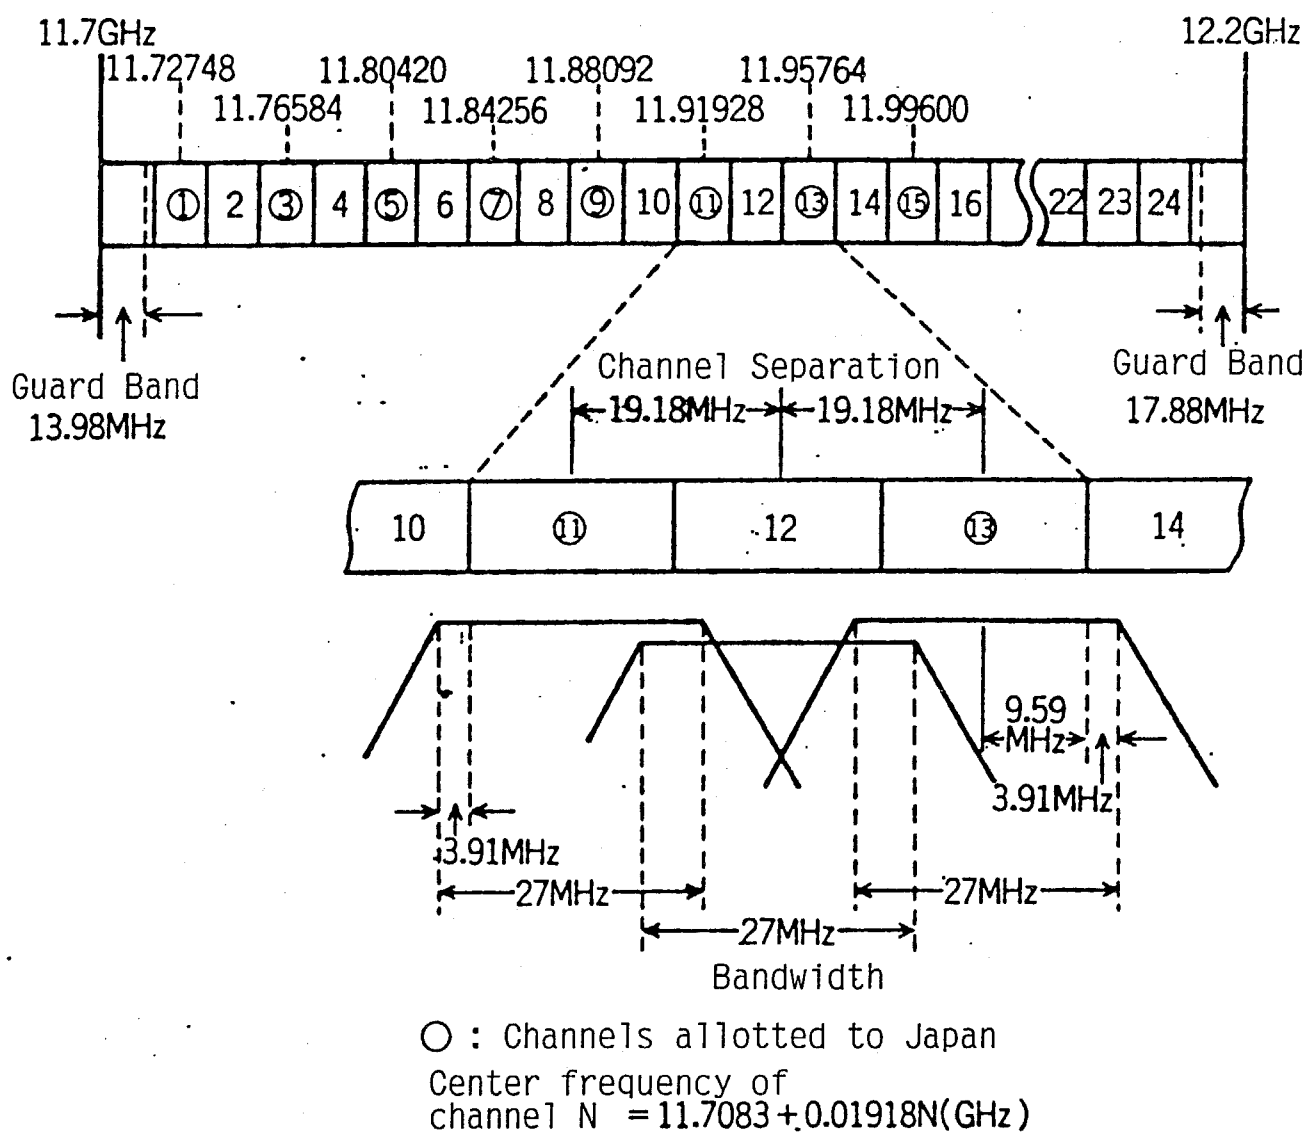 11.7GHz
12.2GHz
11.72748
11.80420
11.88092
11.95764
11.76584
11.84256
11.91928
11.99600
① 2 ③ 4 ⑤ 6 ⑦ 8 ⑨ 10 ⑪ 12 ⑬ 14 ⑮ 16 22 23 24
Guard Band
13.98MHz
Channel Separation
19.18MHz
19.18MHz
Guard Band
17.88MHz
10 ⑪ 12 ⑬ 14
9.59
MHz
3.91MHz
3.91MHz
27MHz
27MHz
27MHz
Bandwidth
○ : Channels allotted to Japan
Center frequency of
channel N = 11.7083 + 0.01918N(GHz)